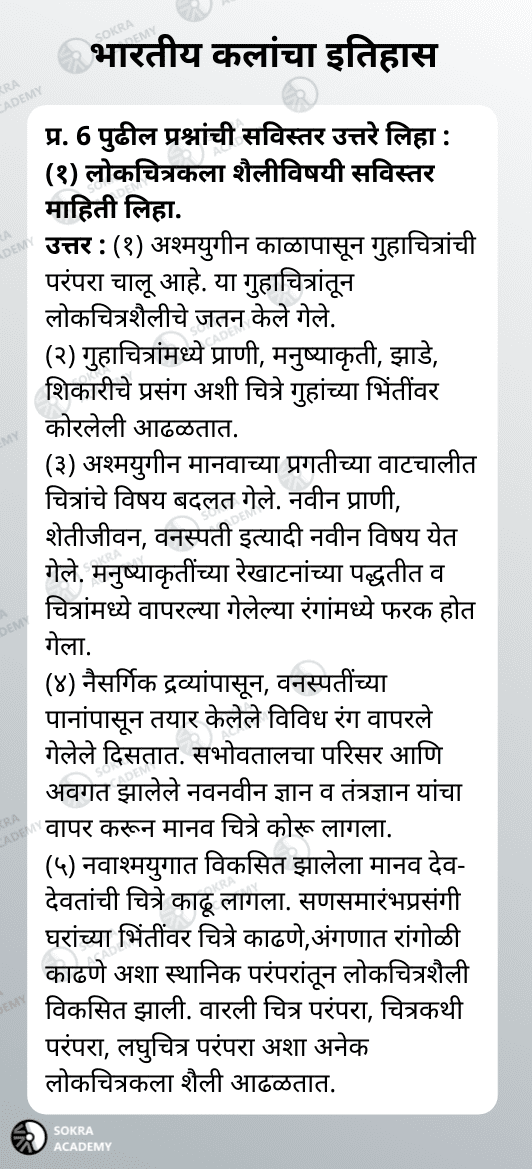 भारतीय कलांचा इतिहास
प्र. 6 पुढील प्रश्नांची सविस्तर उत्तरे लिहा :
(१) लोकचित्रकला शैलीविषयी सविस्तर
माहिती लिहा.
उत्तर : (१) अश्मयुगीन काळापासून गुहाचित्रांची
परंपरा चालू आहे. या गुहाचित्रांतून
लोकचित्रशैलीचे जतन केले गेले.
(२) गुहाचित्रांमध्ये प्राणी, मनुष्याकृती, झाडे,
शिकारीचे प्रसंग अशी चित्रे गुहांच्या भिंतींवर
कोरलेली आढळतात.
(३) अश्मयुगीन मानवाच्या प्रगतीच्या वाटचालीत
चित्रांचे विषय बदलत गेले. नवीन प्राणी,
शेतीजीवन, वनस्पती इत्यादी नवीन विषय येत
गेले. मनुष्याकृतींच्या रेखाटनांच्या पद्धतीत व
चित्रांमध्ये वापरल्या गेलेल्या रंगांमध्ये फरक होत
गेला.
(४) नैसर्गिक द्रव्यांपासून, वनस्पतींच्या
पानांपासून तयार केलेले विविध रंग वापरले
गेलेले दिसतात. सभोवतालचा परिसर आणि
अवगत झालेले नवनवीन ज्ञान व तंत्रज्ञान यांचा
वापर करून मानव चित्रे कोरू लागला.
(५) नवाश्मयुगात विकसित झालेला मानव देव-
देवतांची चित्रे काढू लागला. सणसमारंभप्रसंगी
घरांच्या भिंतींवर चित्रे काढणे,अंगणात रांगोळी
काढणे अशा स्थानिक परंपरांतून लोकचित्रशैली
विकसित झाली. वारली चित्र परंपरा, चित्रकथी
परंपरा, लघुचित्र परंपरा अशा अनेक
लोकचित्रकला शैली आढळतात.
SOKRA
ACADEMY